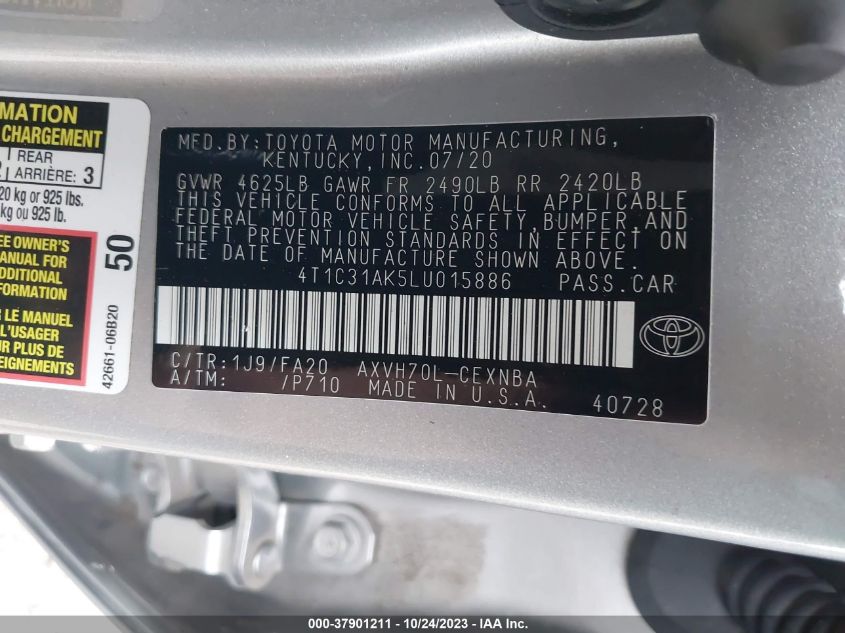 MATION
CHARGEMENT
REAR
ARRIÈRE: 3
20 kg or 925 lbs.
kg ou 925 lb.
EE OWNER'S
MANUAL FOR
ADDITIONAL
FORMATION
R LE MANUEL
L'USAGER
UR PLUS DE
EIGNEMENTS
50
42661-06B20
MFD.BY:TOYOTA MOTOR MANUFACTURING,
KENTUCKY,INC.07/20
GVWR 4625LB GAWR FR 2490LB RR 2420LB
THIS VEHICLE CONFORMS TO ALL APPLICABLE
FEDERAL MOTOR VEHICLE SAFETY,BUMPER,AND
THEFT PREVENTION STANDARDS IN EFFECT ON
THE DATE OF MANUFACTURE SHOWN ABOVE.
4T1C31AK5LU015886 PASS.CAR
C/TR:1J9/FA20 AXVH70L-CEXNBA
A/TM: /P710 MADE IN U.S.A. 40728
000-37901211 - 10/24/2023 - IAAI Inc.